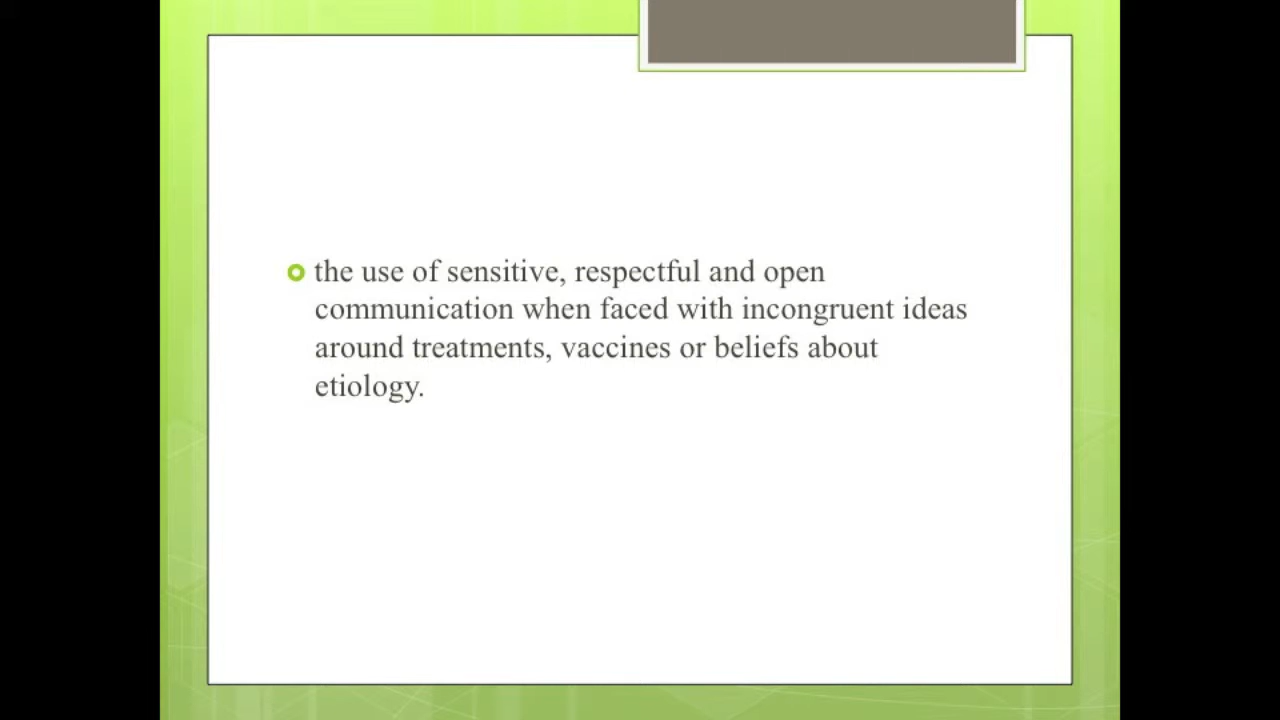 the use of sensitive, respectful and open
communication when faced with incongruent ideas
around treatments, vaccines or beliefs about
etiology.